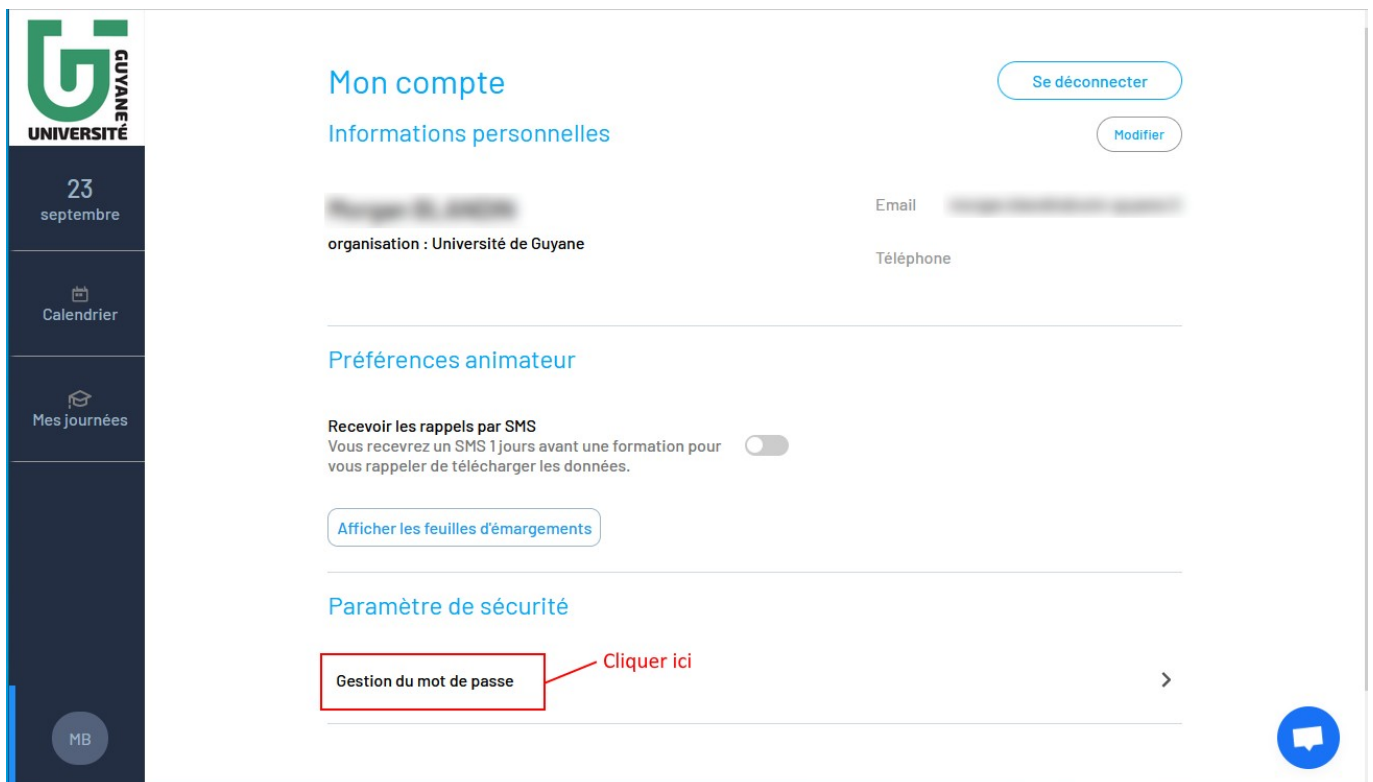 GUYANE
UNIVERSITÉ
23
septembre
Calendrier
Mes journées
MB
Mon compte
Se déconnecter
Informations personnelles
Modifier
Email
organisation : Université de Guyane
Téléphone
Préférences animateur
Recevoir les rappels par SMS
Vous recevrez un SMS 1 jours avant une formation pour
vous rappeler de télécharger les données.
Afficher les feuilles d'émargements
Paramètre de sécurité
Cliquer ici
Gestion du mot de passe